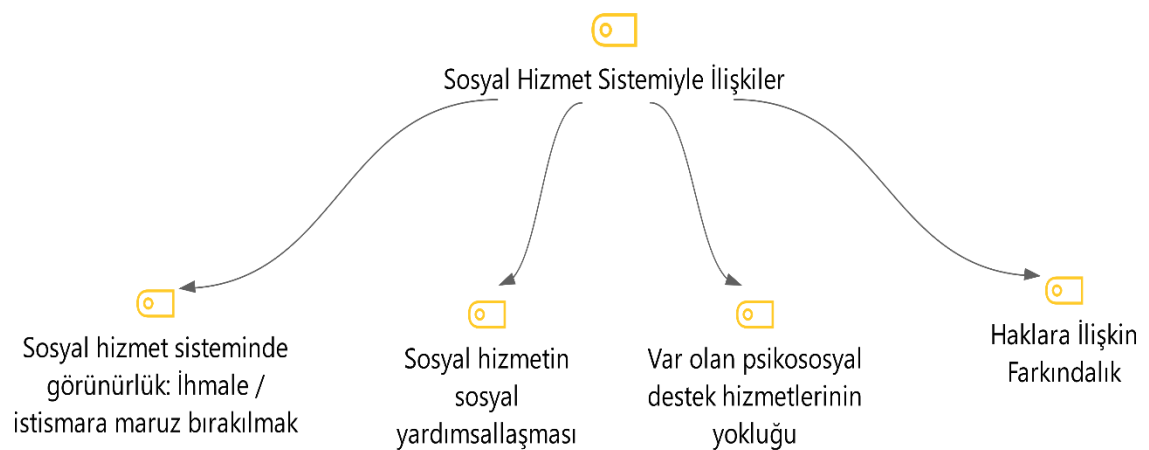 Sosyal Hizmet Sistemiyle İlişkiler
Sosyal hizmet sisteminde
görünürlük: İhmale /
istismara maruz bırakılmak
Sosyal hizmetin
sosyal
yardımsallaşması
Var olan psikososyal
destek hizmetlerinin
yokluğu
Haklara İlişkin
Farkındalık